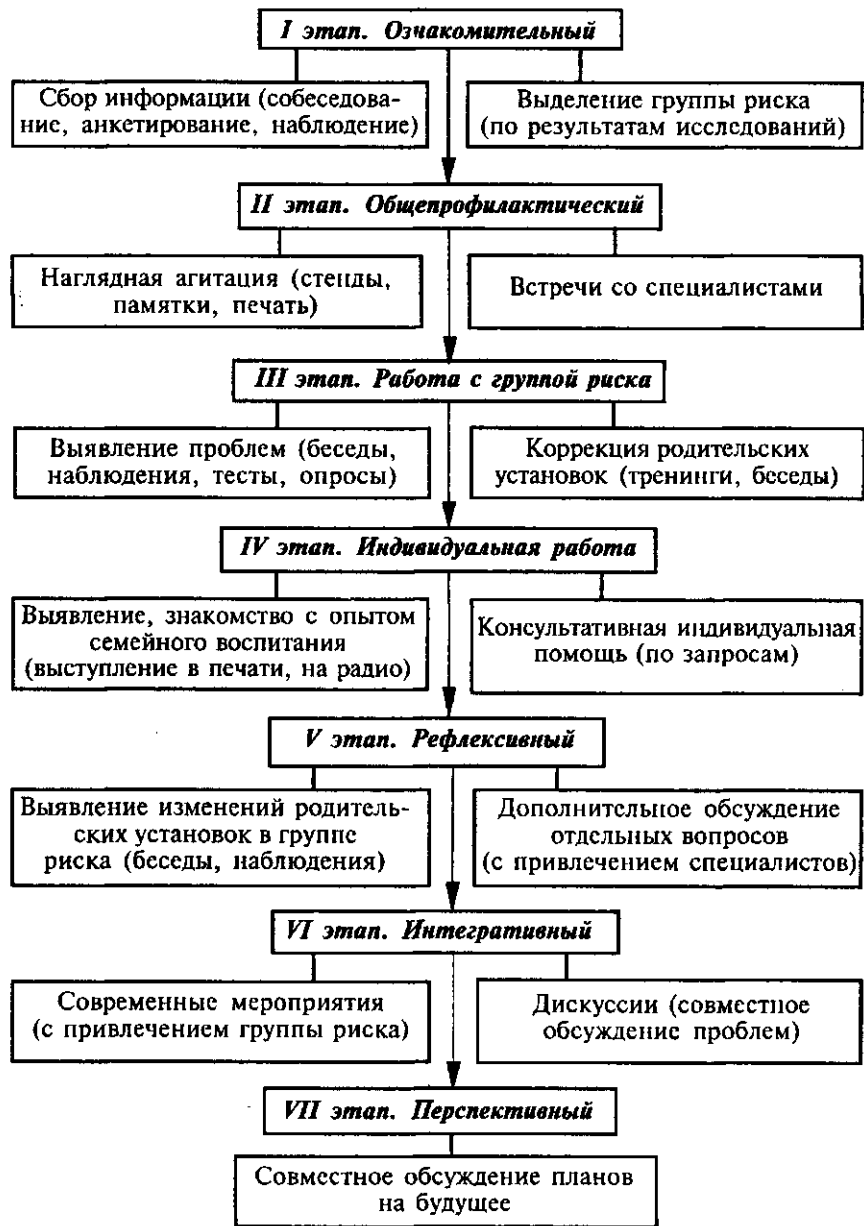 I этап. Ознакомительный
Сбор информации (собеседова-
ние, анкетирование, наблюдение)
Выделение группы риска
(по результатам исследований)
II этап. Общепрофилактический
Наглядная агитация (стенды,
памятки, печать)
Встречи со специалистами
III этап. Работа с группой риска
Выявление проблем (беседы,
наблюдения, тесты, опросы)
Коррекция родительских
установок (тренинги, беседы)
IV этап. Индивидуальная работа
Выявление, знакомство с опытом
семейного воспитания
(выступление в печати, на радио)
Консультативная индивидуальная
помощь (по запросам)
V этап. Рефлексивный
Выявление изменений родитель-
ских установок в группе
риска (беседы, наблюдения)
Дополнительное обсуждение
отдельных вопросов
(с привлечением специалистов)
VI этап. Интегративный
Современные мероприятия
(с привлечением группы риска)
Дискуссии (совместное
обсуждение проблем)
VII этап. Перспективный
Совместное обсуждение планов
на будущее